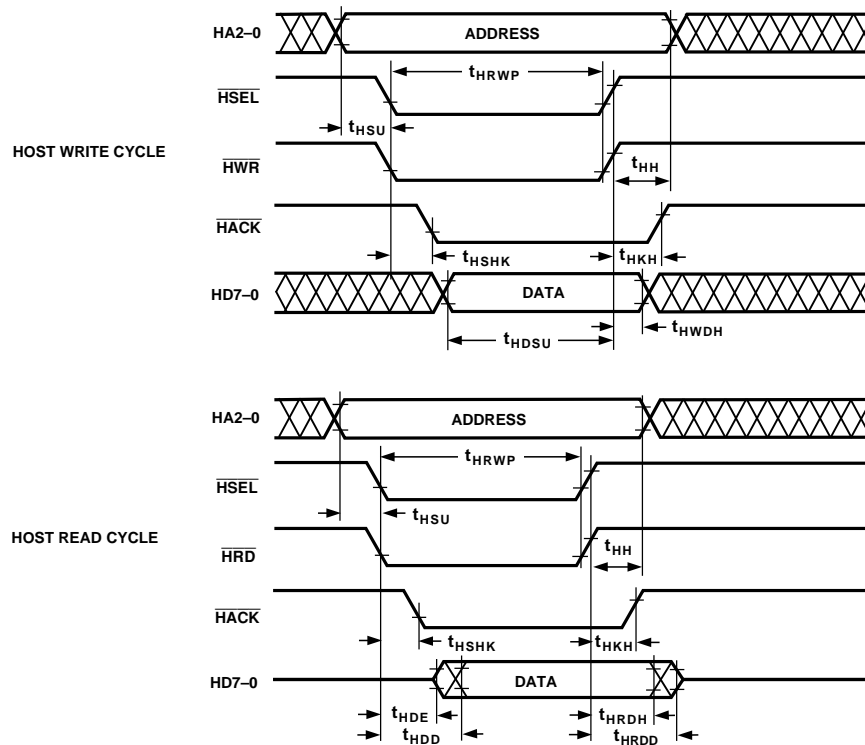 HA2–0
ADDRESS
tHRWP
HSEL
tHSU
HOST WRITE CYCLE
HWR
tHH
HACK
tHSHK
tHKH
HD7–0
DATA
tHWDH
tHDSU
HA2–0
ADDRESS
tHRWP
HSEL
tHSU
HOST READ CYCLE
HRD
tHH
HACK
tHSHK
tHKH
HD7–0
DATA
tHDE
tHRDH
tHDD
tHRDD